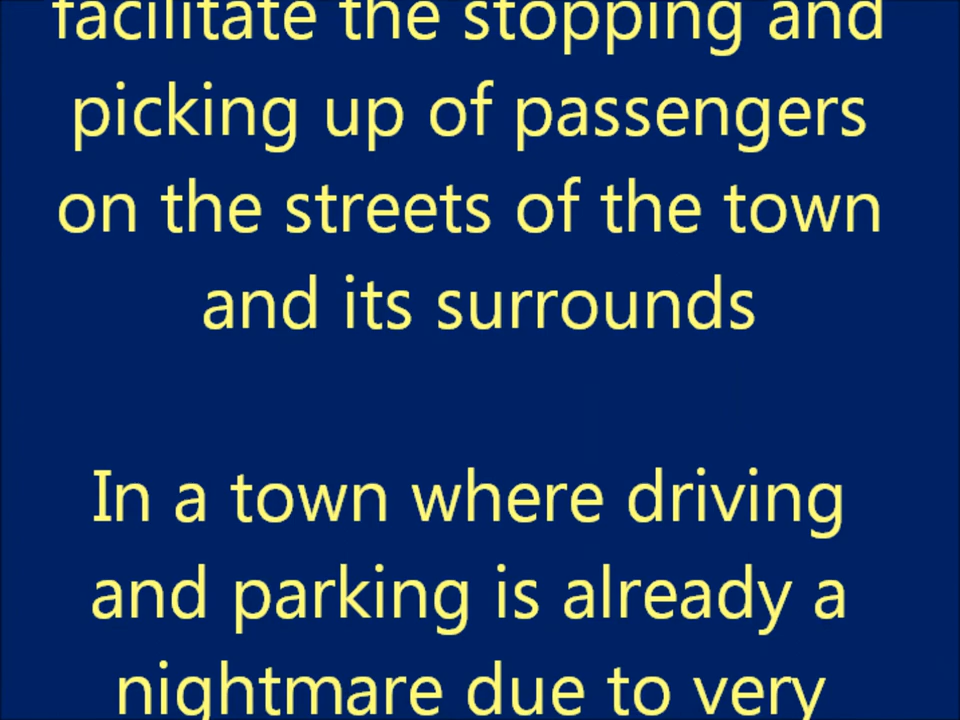 facilitate the stopping and
picking up of passengers
on the streets of the town
and its surrounds
In a town where driving
and parking is already a
nightmare due to very